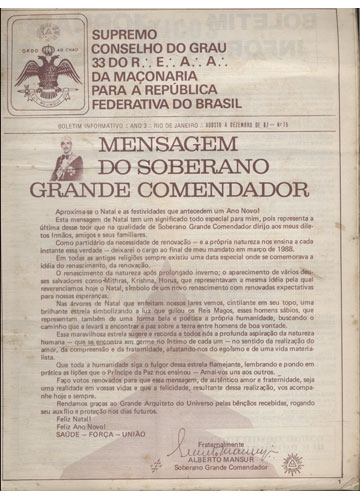 SUPREMO
CONSELHO DO GRAU
33 DO R∴ E∴ A∴ A∴
DA MAÇONARIA
PARA A REPÚBLICA
FEDERATIVA DO BRASIL
BOLETIM INFORMATIVO : ANO 3 : RIO DE JANEIRO : AGOSTO A DEZEMBRO DE 87 — Nº 15
MENSAGEM
DO SOBERANO
GRANDE COMENDADOR
Aproxima-se o Natal e as festividades que antecedem um Ano Novo!
Esta mensagem de Natal tem um significado todo especial para mim, pois representa a
última desse teor que na qualidade de Soberano Grande Comendador dirijo aos meus dile-
tos Irmãos, amigos e seus familiares.
Como partidário da necessidade de renovação — e a própria natureza nos ensina a cada
instante essa verdade — deixarei o cargo ao final de meu mandato em março de 1988.
Em todas as antigas religiões sempre existiu uma data especial onde se comemorava a
idéia do renascimento, da renovação.
O renascimento da natureza após prolongado inverno; o aparecimento de vários deu-
ses salvadores como-Mithras, Krishna, Horus, que representavam a mesma idéia pela qual
reverenciamos hoje o Natal, símbolo de um novo renascimento com renovadas expectativas
para nossas esperanças;
Nas árvores de Natal que enfeitam nossos lares vemos, cintilante em seu topo, uma
brilhante estrela simbolizando a luz que guiou os Reis Magos, esses homens sábios, que
representam também de uma forma bela e poética a própria humanidade, buscando o
caminho que a levará a encontrar a paz sobre a terra entre homens de boa vontade.
Essa maravilhosa estrela sugere e recorda a todos nós a profunda aspiração da natureza
humana — que se encontra em germe no íntimo de cada um — no sentido da realização do
amor, da compreensão e da fraternidade, afastando-nos do egoísmo e de uma vida materia-
lista.
Que toda a humanidade siga o fulgor dessa estrela flamejante, lembrando e pondo em
prática as lições que o Príncipe da Paz nos ensinou — Amai-vos uns aos outros.
Faço votos renovados para que essa mensagem, de autêntico amor e fraternidade, seja
uma realidade em vossas vidas e que a felicidade, resultante dessa realização, vos acompa-
nhe hoje e sempre.
Rendamos graças ao Grande Arquiteto do Universo pelas bênçãos recebidas, rogando
seu auxílio e proteção nos dias futuros.
Feliz Natal!
Feliz Ano Novo!
SAÚDE - FORÇA - UNIÃO
Fraternalmente
ALBERTO MANSUR
Soberano Grande Comendador